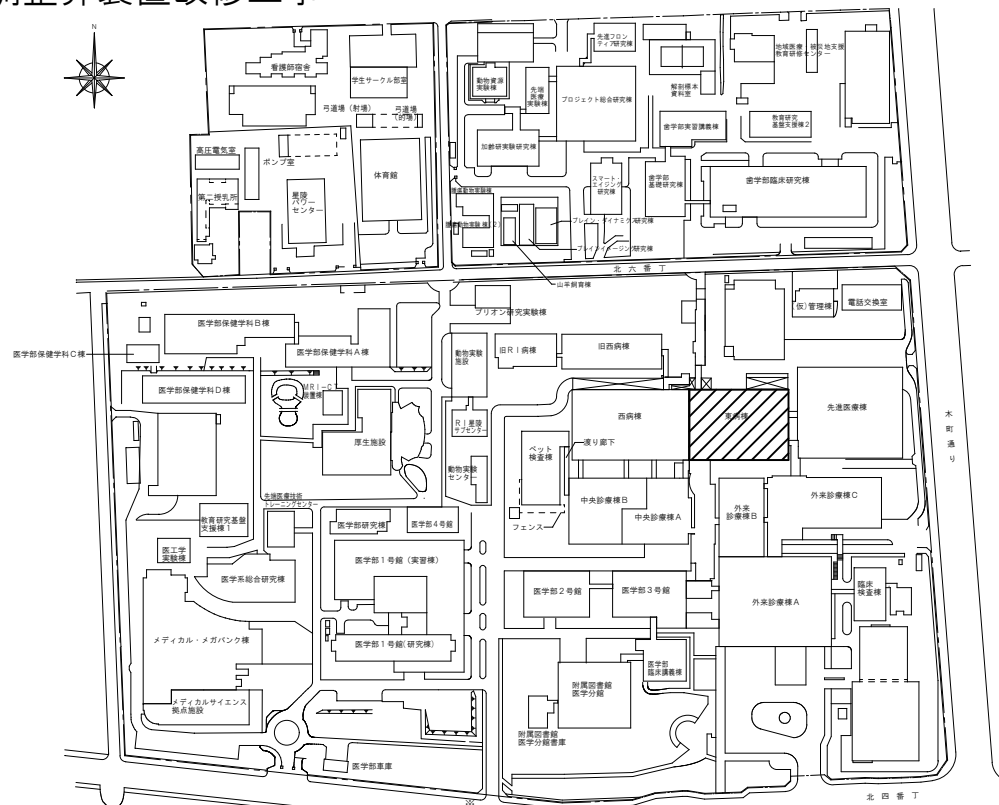 N
看護師宿舎
学生サークル部室
弓道場（射場）
弓道場
（的場）
高圧電気室
ポンプ室
第二授乳所
星陵
パワー
センター
体育館
先進フロン
ティア研究棟
動物資源
実験棟
先端
医療
実験棟
プロジェクト総合研究棟
解剖標本
資料室
地域医療・被災地支援
教育研修センター
加齢研実験研究棟
歯学部実習講義棟
教育研究
基盤支援棟2
スマート・
エイジング
研究棟
歯学部
基礎研究棟
歯学部臨床研究棟
ブレイン・ダイナミクス研究棟
ブレインイメージング研究棟
山羊飼育棟
北六番丁
プリオン研究実験棟
（仮）管理棟
電話交換室
医学部保健学科B棟
医学部保健学科A棟
医学部保健学科C棟
医学部保健学科D棟
動物実験
施設
旧RI病棟
旧西病棟
MRI-CT
装置棟
厚生施設
RI星陵
サブセンター
西病棟
東病棟
先進医療棟
木町通り
ペット
検査棟
渡り廊下
動物実験
センター
先端医療技術
トレーニングセンター
中央診療棟B
中央診療棟A
外来
診療棟B
外来診療棟C
フェンス
教育研究基盤
支援棟1
医学部研究棟
医学部4号館
医工学
実験棟
医学部1号館（実習棟）
医学系総合研究棟
医学部2号館
医学部3号館
外来診療棟A
臨床
検査棟
メディカル・メガバンク棟
医学部1号館(研究棟)
医学部
臨床講義棟
附属図書館
医学分館
メディカルサイエンス
拠点施設
附属図書館
医学分館書庫
医学部車庫
北四番丁
※